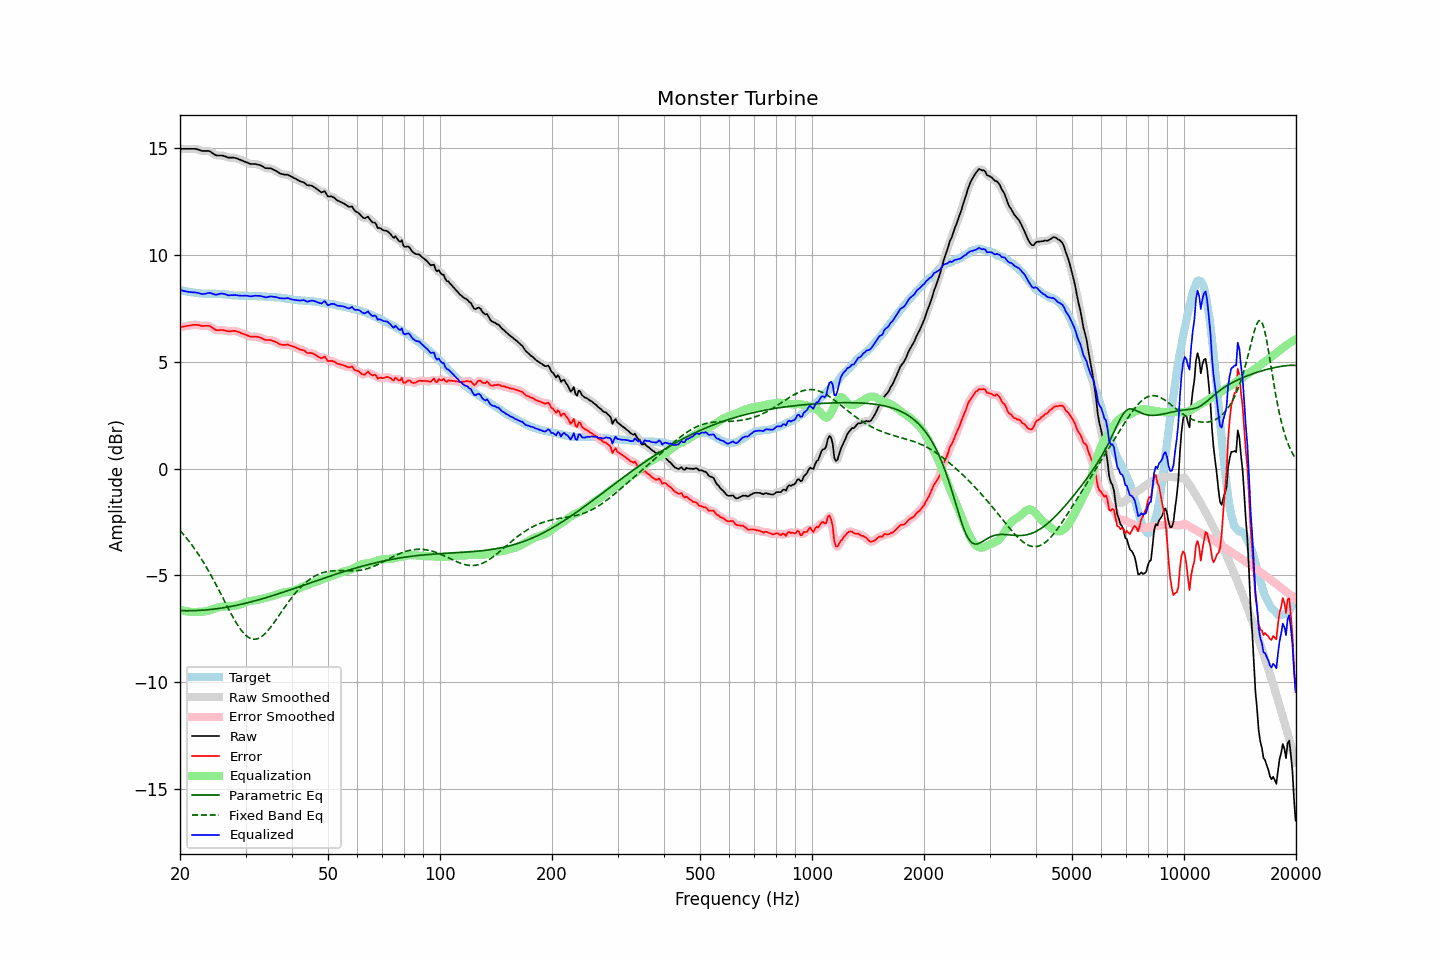 Monster Turbine
Amplitude (dBr)
15
10
5
0
−5
−10
−15
Target
Raw Smoothed
Error Smoothed
Raw
Error
Equalization
Parametric Eq
Fixed Band Eq
Equalized
20 50 100 200 500 1000 2000 5000 10000 20000
Frequency (Hz)